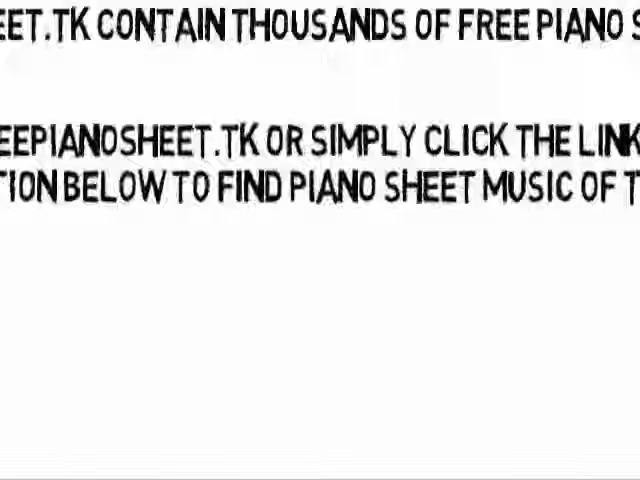 EET.TK CONTAIN THOUSANDS OF FREE PIANO S
EEPIANOSHEET.TK OR SIMPLY CLICK THE LINK
TION BELOW TO FIND PIANO SHEET MUSIC OF T